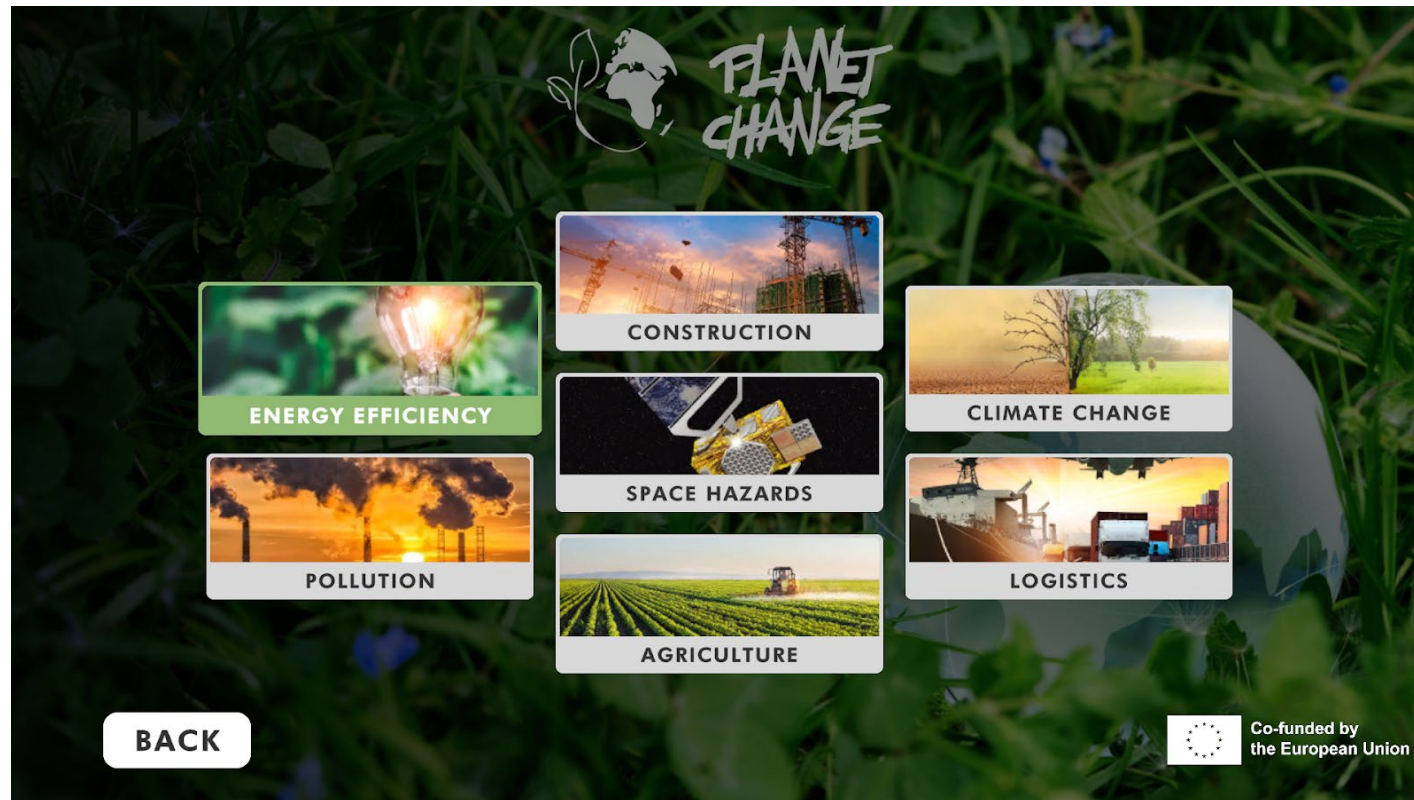 PLANET
CHANGE
CONSTRUCTION
ENERGY EFFICIENCY
CLIMATE CHANGE
SPACE HAZARDS
POLLUTION
LOGISTICS
AGRICULTURE
BACK
Co-funded by
the European Union